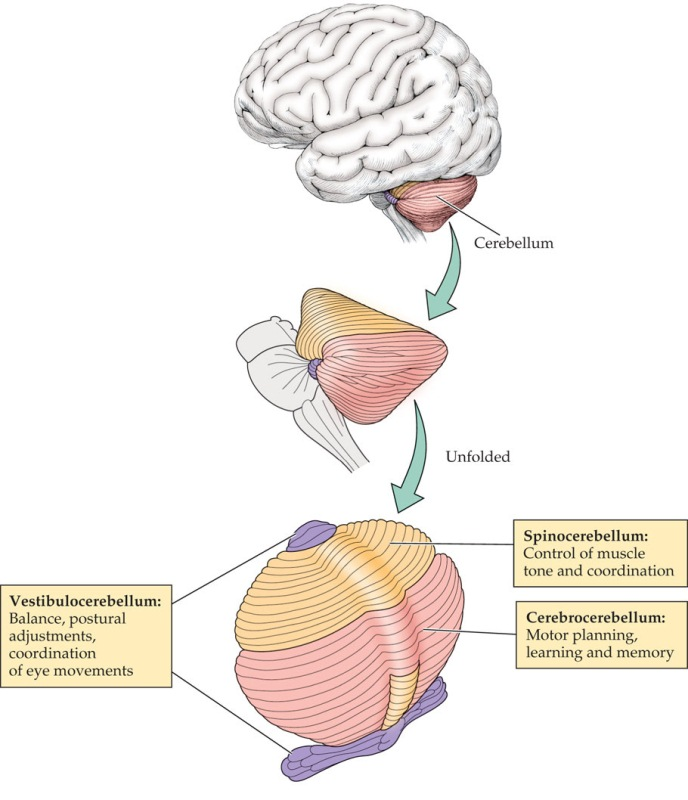 Cerebellum
Unfolded
Spinocerebellum:
Control of muscle
tone and coordination
Vestibulocerebellum:
Balance, postural
adjustments,
coordination
of eye movements
Cerebrocerebellum:
Motor planning,
learning and memory